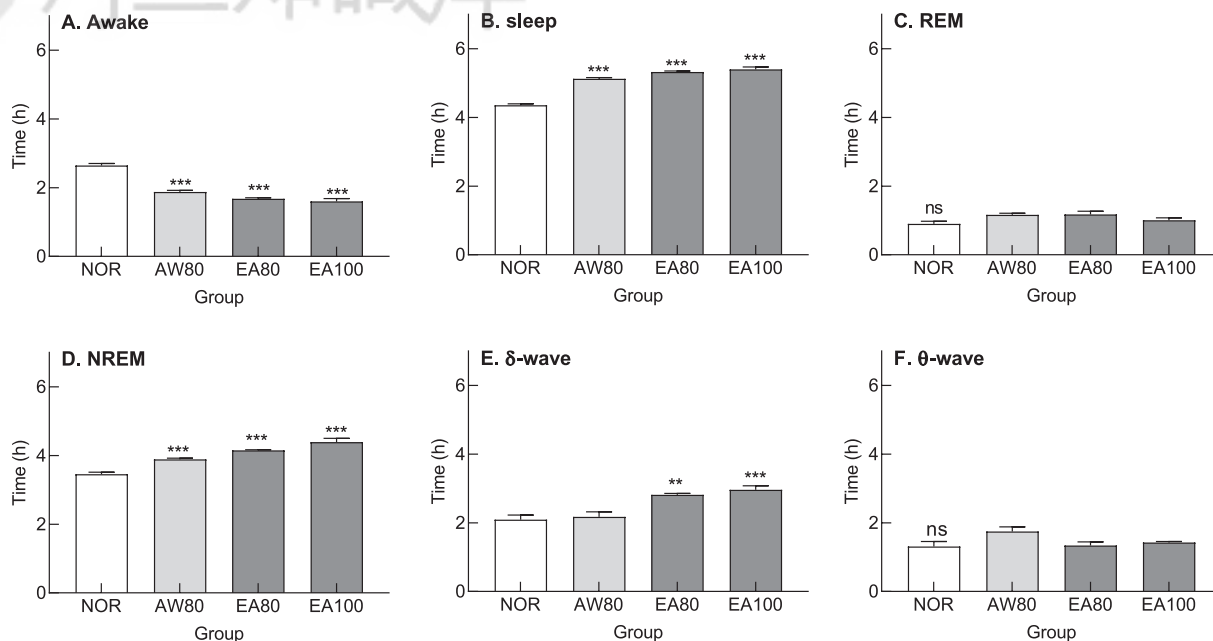 A. Awake
6
4
2
0
Time (h)
*** *** ***
NOR AW80 EA80 EA100
Group
B. sleep
6
4
2
0
Time (h)
*** *** ***
NOR AW80 EA80 EA100
Group
C. REM
6
4
2
0
Time (h)
ns
NOR AW80 EA80 EA100
Group
D. NREM
6
4
2
0
Time (h)
*** *** ***
NOR AW80 EA80 EA100
Group
E. δ-wave
6
4
2
0
Time (h)
** ***
NOR AW80 EA80 EA100
Group
F. θ-wave
6
4
2
0
Time (h)
ns
NOR AW80 EA80 EA100
Group